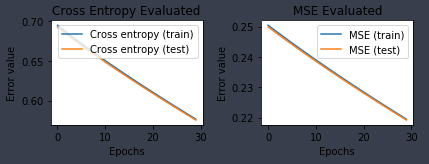 Cross Entropy Evaluated
0.70
0.65
0.60
Error value
Cross entropy (train)
Cross entropy (test)
0
10
20
30
Epochs
MSE Evaluated
0.25
0.24
0.23
0.22
Error value
MSE (train)
MSE (test)
0
10
20
30
Epochs